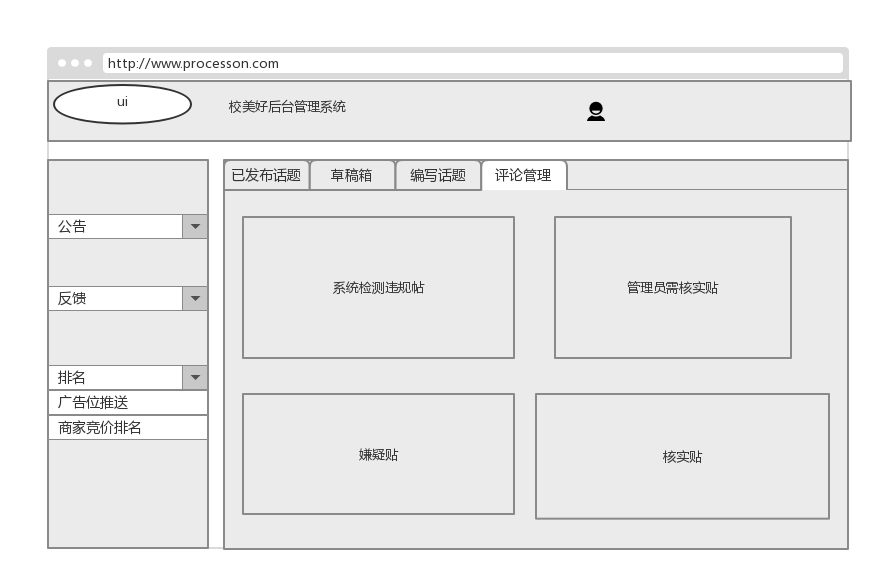 http://www.processon.com
ui
校美好后台管理系统
已发布话题
草稿箱
编写话题
评论管理
公告
反馈
排名
广告位推送
商家竞价排名
系统检测违规帖
管理员需核实贴
嫌疑贴
核实贴